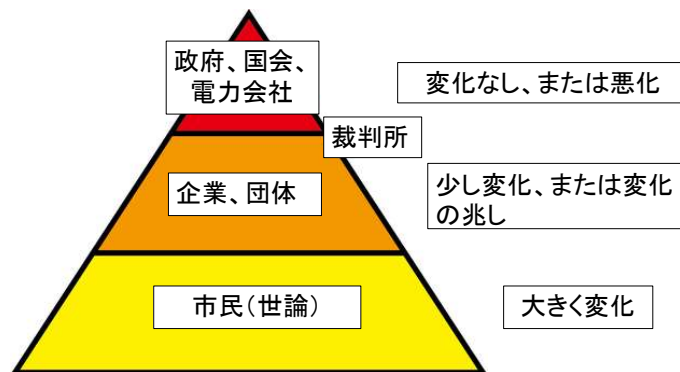 政府、国会、
電力会社
変化なし、または悪化
裁判所
企業、団体
少し変化、または変化
の兆し
市民(世論)
大きく変化